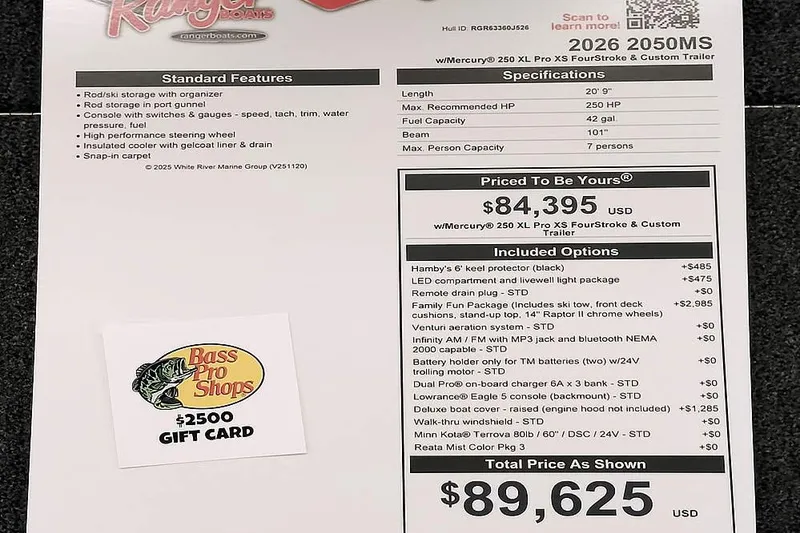 Ranger
BOATS
rangerboats.com
Hull ID: RGR63360J526
Scan to
learn more!
2026 2050MS
w/Mercury® 250 XL Pro XS FourStroke & Custom Trailer
Standard Features
• Rod/ski storage with organizer
• Rod storage in port gunnel
• Console with switches & gauges - speed, tach, trim, water
pressure, fuel
• High performance steering wheel
• Insulated cooler with gelcoat liner & drain
• Snap-in carpet
© 2025 White River Marine Group (V251120)
Specifications
Length 20' 9"
Max. Recommended HP 250 HP
Fuel Capacity 42 gal.
Beam 101"
Max. Person Capacity 7 persons
Priced To Be Yours®
$84,395 USD
w/Mercury® 250 XL Pro XS FourStroke & Custom
Trailer
Included Options
Hamby's 6' keel protector (black) +$485
LED compartment and livewell light package +$475
Remote drain plug - STD +$0
Family Fun Package (Includes ski tow, front deck +$2,985
cushions, stand-up top, 14" Raptor II chrome wheels)
Venturi aeration system - STD +$0
Infinity AM / FM with MP3 jack and bluetooth NEMA +$0
2000 capable - STD
Battery holder only for TM batteries (two) w/24V +$0
trolling motor - STD
Dual Pro® on-board charger 6A x 3 bank - STD +$0
Lowrance® Eagle 5 console (backmount) - STD +$0
Deluxe boat cover - raised (engine hood not included) +$1,285
Walk-thru windshield - STD +$0
Minn Kota® Terrova 80lb / 60" / DSC / 24V - STD +$0
Reata Mist Color Pkg 3 +$0
Total Price As Shown
$89,625 USD
Bass
Pro
Shops
$2500
GIFT CARD